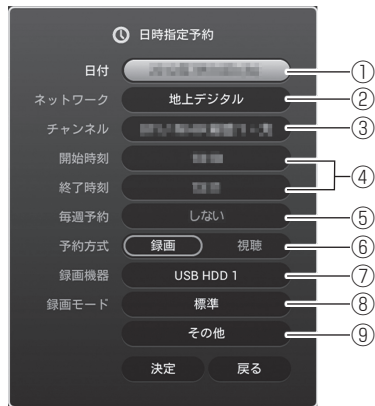 日時指定予約
日付 ①
ネットワーク 地上デジタル ②
チャンネル ③
開始時刻
④
終了時刻
毎週予約 しない ⑤
予約方式 録画 視聴 ⑥
録画機器 USB HDD 1 ⑦
録画モード 標準 ⑧
その他 ⑨
決定 戻る